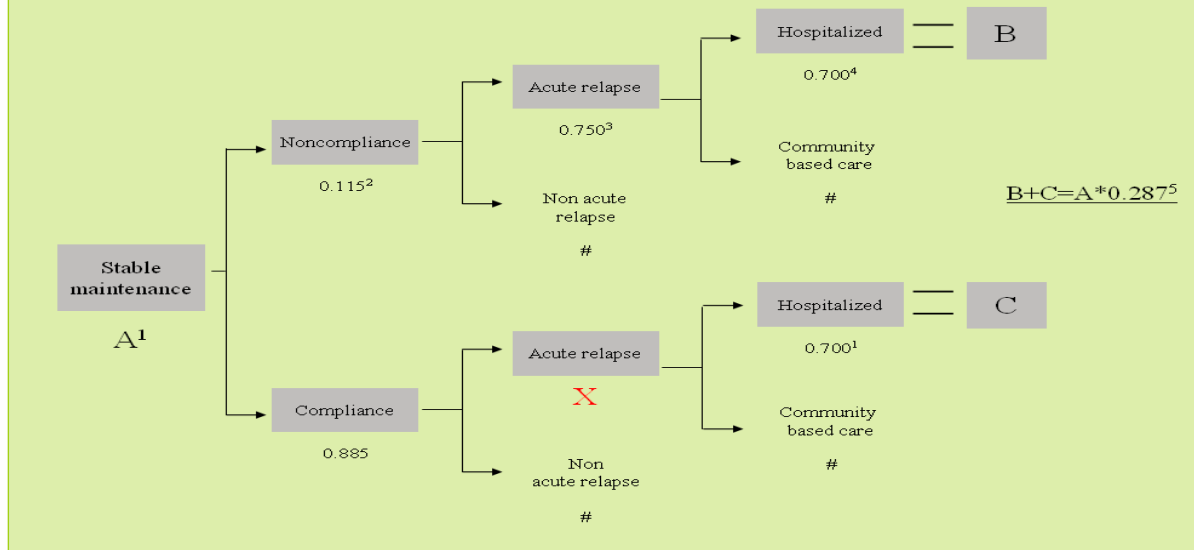 Hospitalized
B
0.700⁴
Acute relapse
0.750³
Noncompliance
0.115²
Community
based care
#
Non acute
relapse
#
B+C=A*0.287⁵
Stable
maintenance
A¹
Hospitalized
C
0.700¹
Acute relapse
X
Compliance
0.885
Community
based care
#
Non
acute relapse
#